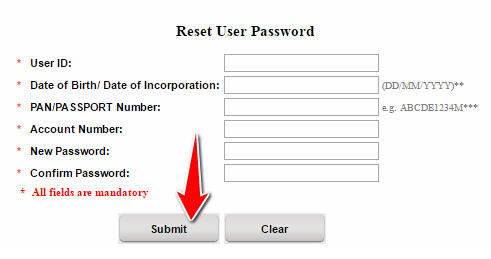 Reset User Password
* User ID:
* Date of Birth/ Date of Incorporation: (DD/MM/YYYY)**
* PAN/PASSPORT Number: e.g. ABCDE1234M***
* Account Number:
* New Password:
* Confirm Password:
* All fields are mandatory
Submit Clear